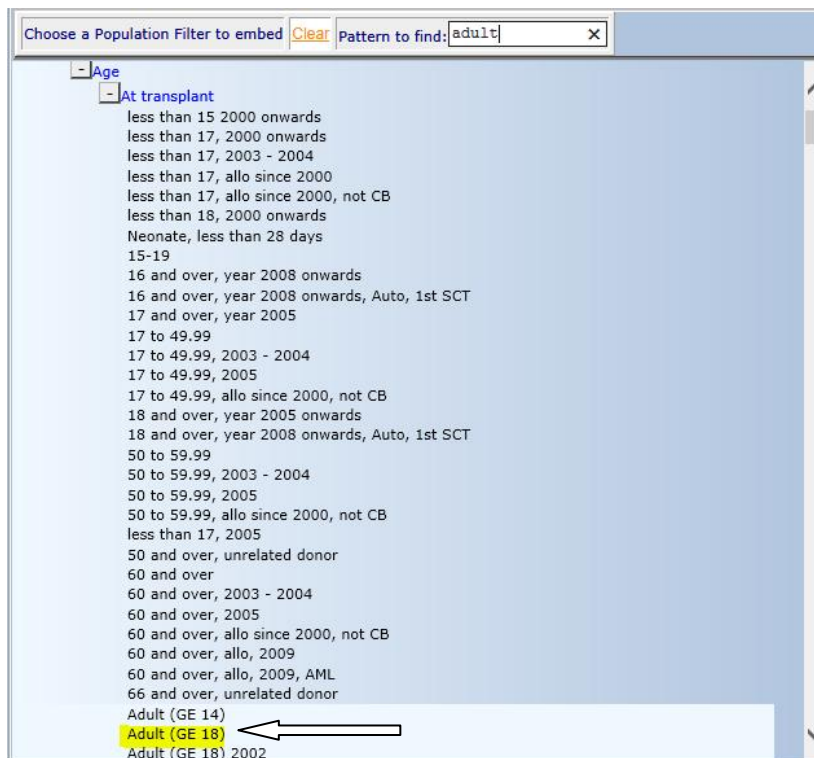 Choose a Population Filter to embed Clear Pattern to find: adult
Age
At transplant
less than 15 2000 onwards
less than 17, 2000 onwards
less than 17, 2003 - 2004
less than 17, allo since 2000
less than 17, allo since 2000, not CB
less than 18, 2000 onwards
Neonate, less than 28 days
15-19
16 and over, year 2008 onwards
16 and over, year 2008 onwards, Auto, 1st SCT
17 and over, year 2005
17 to 49.99
17 to 49.99, 2003 - 2004
17 to 49.99, 2005
17 to 49.99, allo since 2000, not CB
18 and over, year 2005 onwards
18 and over, year 2008 onwards, Auto, 1st SCT
50 to 59.99
50 to 59.99, 2003 - 2004
50 to 59.99, 2005
50 to 59.99, allo since 2000, not CB
less than 17, 2005
50 and over, unrelated donor
60 and over
60 and over, 2003 - 2004
60 and over, 2005
60 and over, allo since 2000, not CB
60 and over, allo, 2009
60 and over, allo, 2009, AML
66 and over, unrelated donor
Adult (GE 14)
Adult (GE 18)
Adult (GE 18) 2002